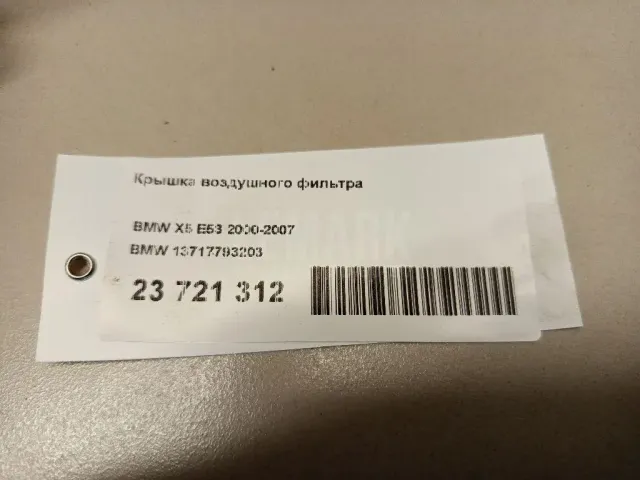 Крышка воздушного фильтра
BMW X5 E53 2000-2007
BMW 13717793203
23 721 312